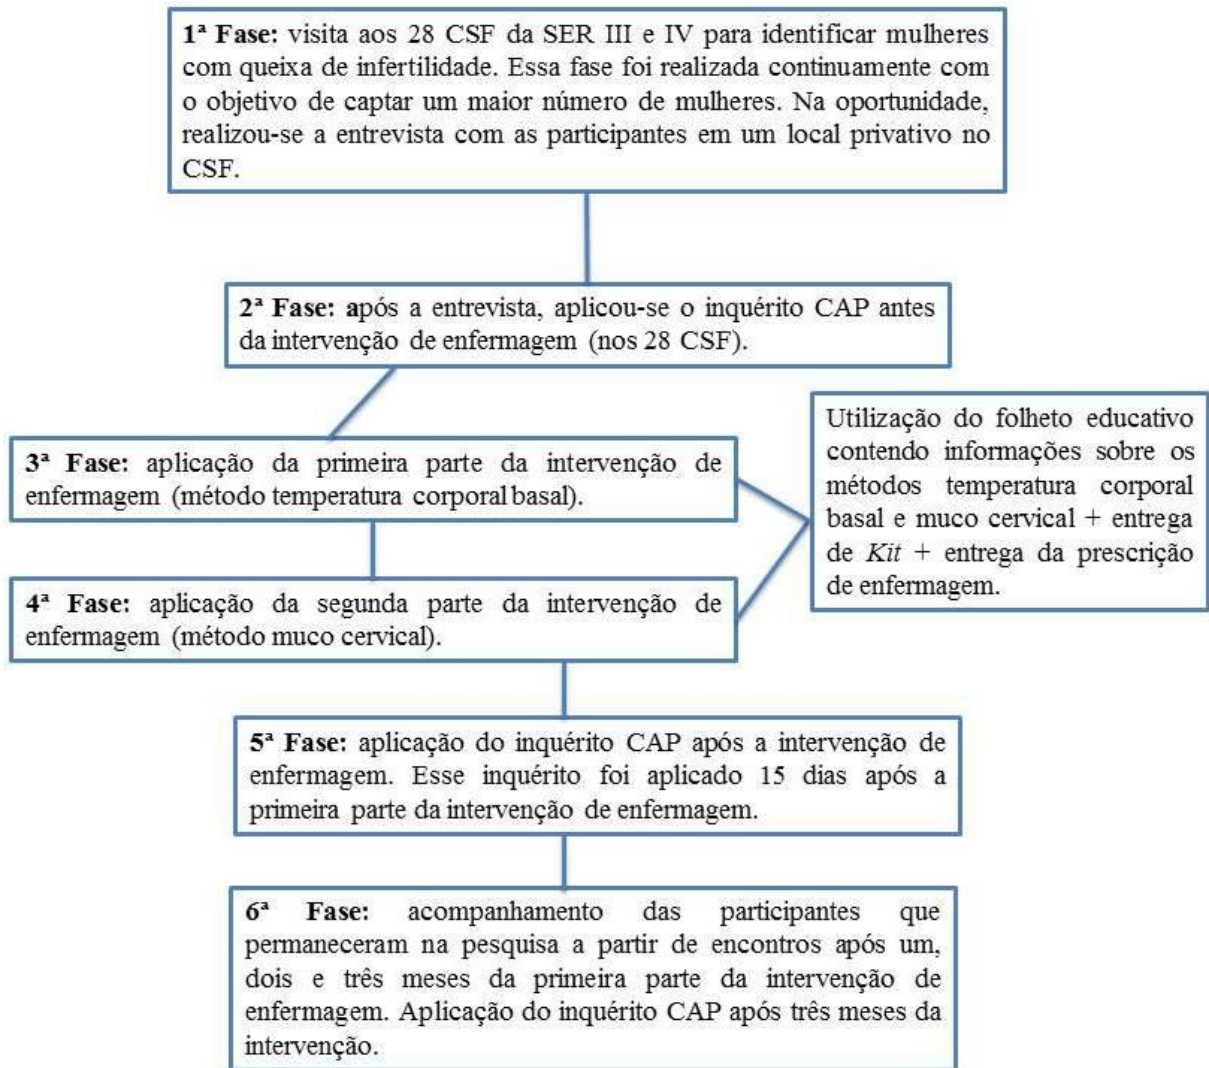 1ª Fase: visita aos 28 CSF da SER III e IV para identificar mulheres
com queixa de infertilidade. Essa fase foi realizada continuamente com
o objetivo de captar um maior número de mulheres. Na oportunidade,
realizou-se a entrevista com as participantes em um local privativo no
CSF.
2ª Fase: após a entrevista, aplicou-se o inquérito CAP antes
da intervenção de enfermagem (nos 28 CSF).
3ª Fase: aplicação da primeira parte da intervenção de
enfermagem (método temperatura corporal basal).
4ª Fase: aplicação da segunda parte da intervenção de
enfermagem (método muco cervical).
Utilização do folheto educativo
contendo informações sobre os
métodos temperatura corporal
basal e muco cervical + entrega
de Kit + entrega da prescrição
de enfermagem.
5ª Fase: aplicação do inquérito CAP após a intervenção de
enfermagem. Esse inquérito foi aplicado 15 dias após a
primeira parte da intervenção de enfermagem.
6ª Fase: acompanhamento das participantes que
permaneceram na pesquisa a partir de encontros após um,
dois e três meses da primeira parte da intervenção de
enfermagem. Aplicação do inquérito CAP após três meses da
intervenção.